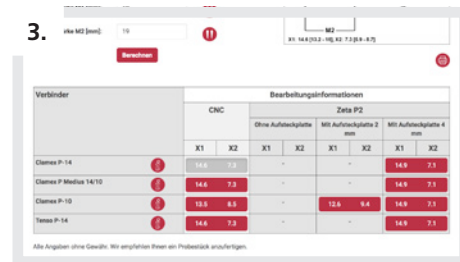 3.
rke M2 [mm]:
19
M2
X1: 14.6 [13.2 - 16], X2: 7.3 [5.9 - 8.7]
Berechnen
Verbinder
Bearbeitungsinformationen
CNC
Zeta P2
Ohne Aufsteckplatte
Mit Aufsteckplatte 2 mm
Mit Aufsteckplatte 4 mm
X1 X2 X1 X2 X1 X2 X1 X2
Clamex P-14 14.6 7.3 - - 14.9 7.1
Clamex P Medius 14/10 14.6 7.3 - - 14.9 7.1
Clamex P-10 13.5 8.5 - 12.6 9.4 14.9 7.1
Tenso P-14 14.6 7.3 - - 14.9 7.1
Alle Angaben ohne Gewähr. Wir empfehlen Ihnen ein Probestück anzufertigen.